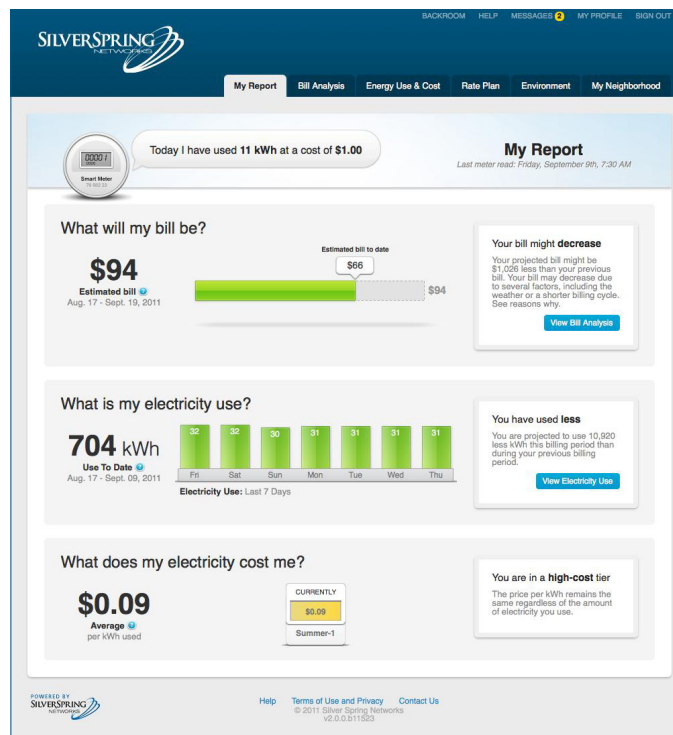 BACKROOM HELP MESSAGES 2 MY PROFILE SIGN OUT
SILVERSPRING
NETWORKS
My Report Bill Analysis Energy Use & Cost Rate Plan Environment My Neighborhood
00001
Smart Meter
Today I have used 11 kWh at a cost of $1.00
My Report
Last meter read: Friday, September 9th, 7:30 AM
What will my bill be?
$94
Estimated bill ?
Aug. 17 - Sept. 19, 2011
Estimated bill to date
$66
$94
Your bill might decrease
Your projected bill might be
$1,026 less than your previous
bill. Your bill may decrease due
to several factors, including the
weather or a shorter billing cycle.
See reasons why.
View Bill Analysis
What is my electricity use?
704 kWh
Use To Date ?
Aug. 17 - Sept. 09, 2011
32 32 30 31 31 31 31
Fri Sat Sun Mon Tue Wed Thu
Electricity Use: Last 7 Days
You have used less
You are projected to use 10,920
less kWh this billing period than
during your previous billing
period.
View Electricity Use
What does my electricity cost me?
$0.09
Average ?
per kWh used
CURRENTLY
$0.09
Summer-1
You are in a high-cost tier
The price per kWh remains the
same regardless of the amount
of electricity you use.
POWERED BY
SILVERSPRING
NETWORKS
Help Terms of Use and Privacy Contact Us
© 2011 Silver Spring Networks
v2.0.0.b11523